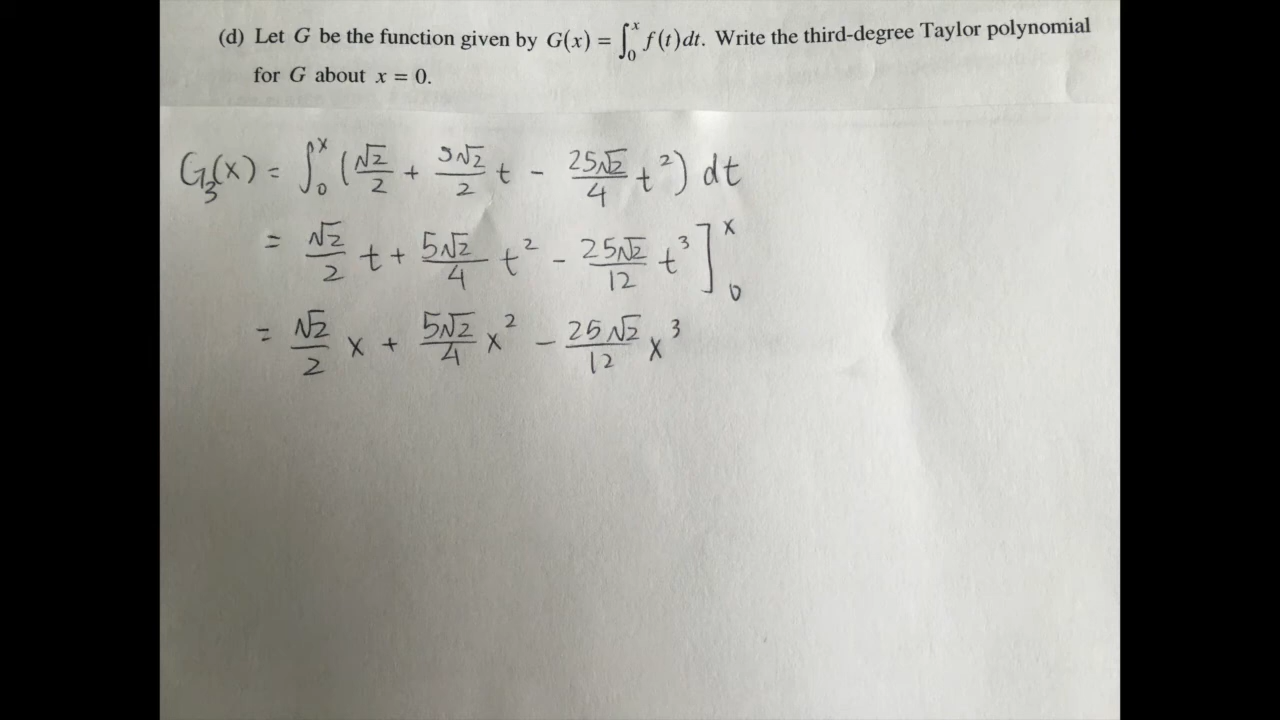 (d) Let G be the function given by G(x) = ∫₀ˣ f(t) dt. Write the third-degree Taylor polynomial
for G about x = 0.
G₃(x) = ∫₀ˣ (√2/2 + 5√2/2 t - 25√2/4 t²) dt
= √2/2 t + 5√2/4 t² - 25√2/12 t³ ]₀ˣ
= √2/2 x + 5√2/4 x² - 25√2/12 x³